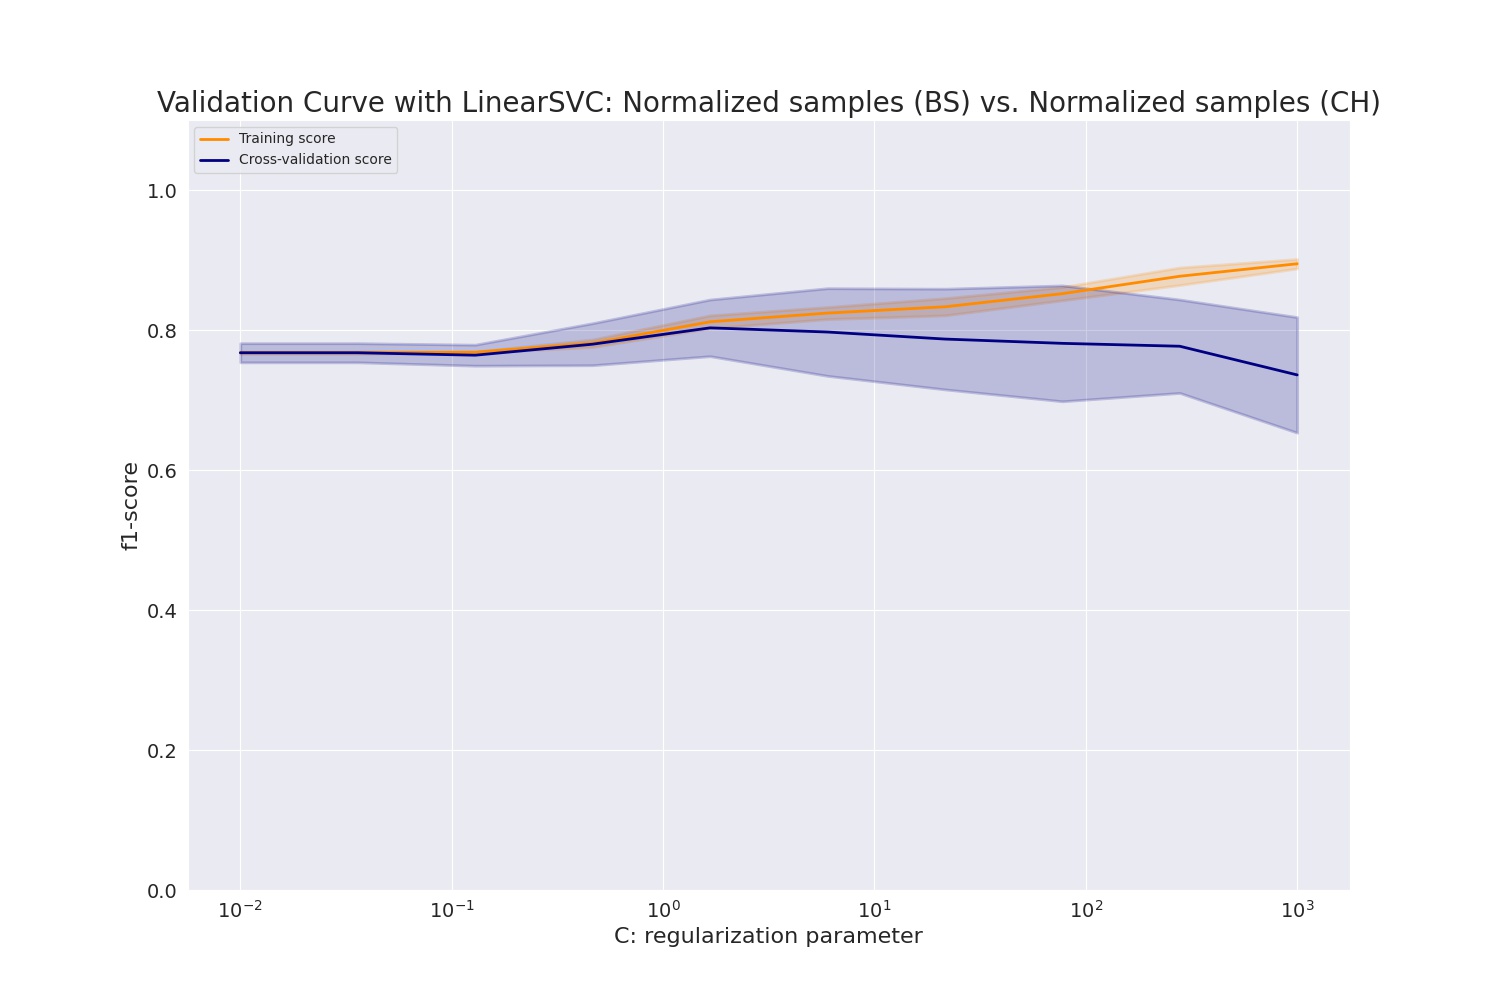 Validation Curve with LinearSVC: Normalized samples (BS) vs. Normalized samples (CH)
Training score
Cross-validation score
1.0
0.8
0.6
0.4
0.2
0.0
f1-score
10⁻² 10⁻¹ 10⁰ 10¹ 10² 10³
C: regularization parameter